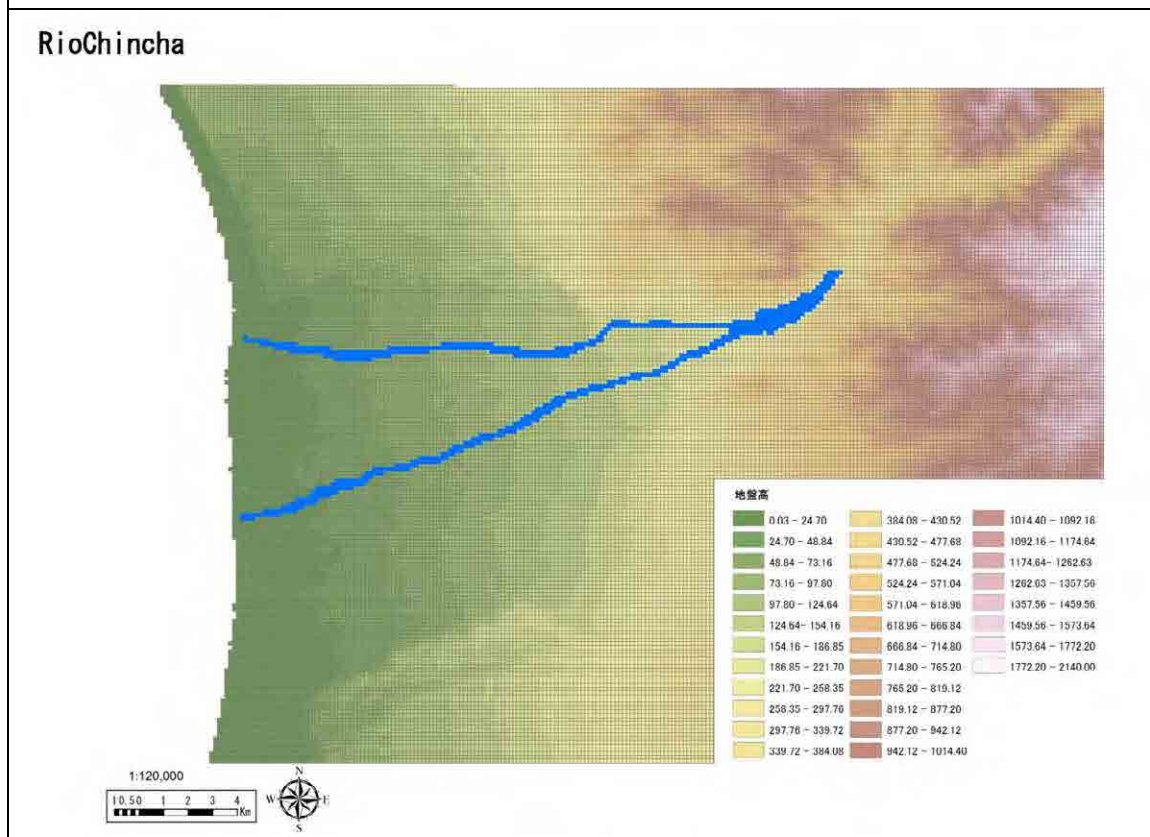 RioChincha
地盤高
0.03 - 24.70
24.70 - 48.84
48.84 - 73.16
73.16 - 97.80
97.80 - 124.64
124.64- 154.16
154.16 - 186.85
186.85 - 221.70
221.70 - 258.35
258.35 - 297.76
297.76 - 339.72
339.72 - 384.08
384.08 - 430.52
430.52 - 477.68
477.68 - 524.24
524.24 - 571.04
571.04 - 618.96
618.96 - 666.84
666.84 - 714.80
714.80 - 765.20
765.20 - 819.12
819.12 - 877.20
877.20 - 942.12
942.12 - 1014.40
1014.40 - 1092.16
1092.16 - 1174.64
1174.64- 1262.63
1262.63 - 1357.56
1357.56 - 1459.56
1459.56 - 1573.64
1573.64 - 1772.20
1772.20 - 2140.00
1:120,000
1 0.5 0 1 2 3 4
Km
N
W E
S